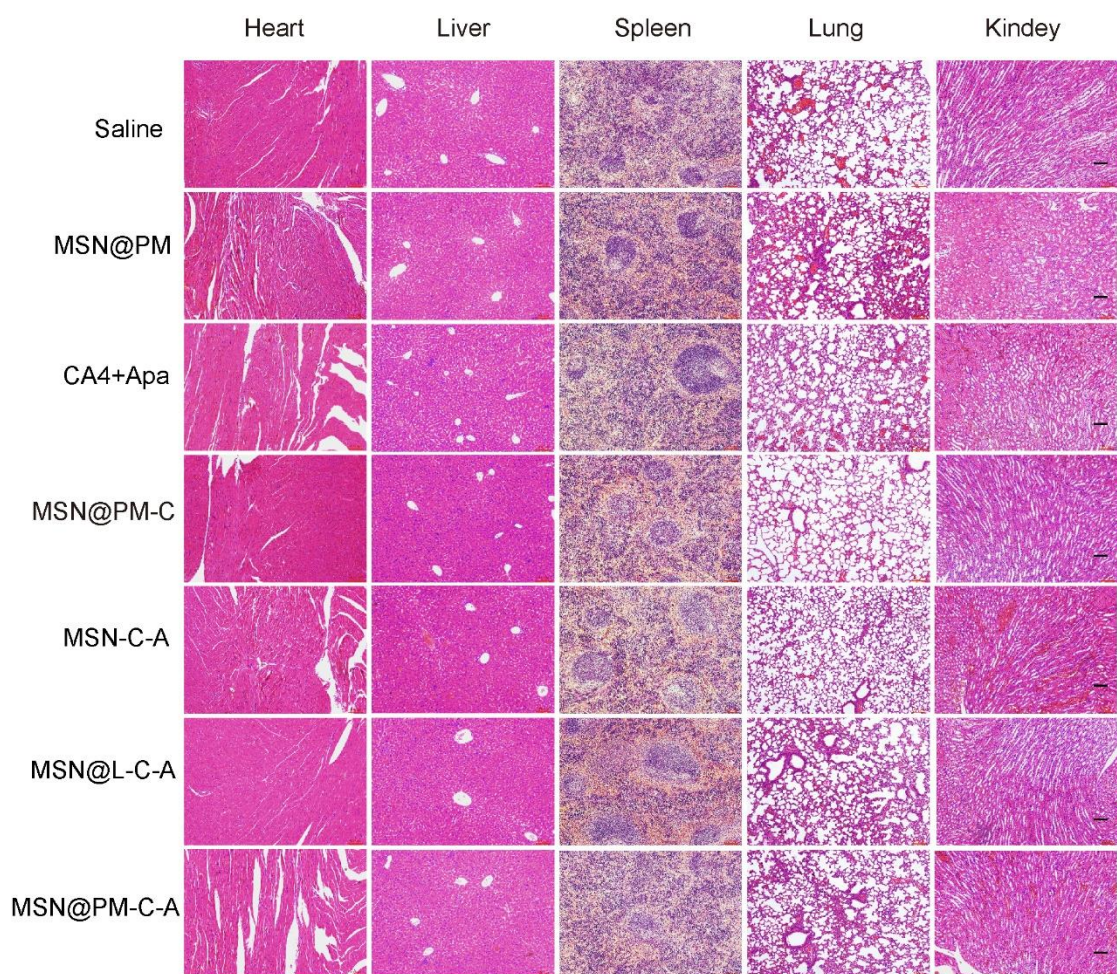 Heart Liver Spleen Lung Kindey
Saline
MSN@PM
CA4+Apa
MSN@PM-C
MSN-C-A
MSN@L-C-A
MSN@PM-C-A